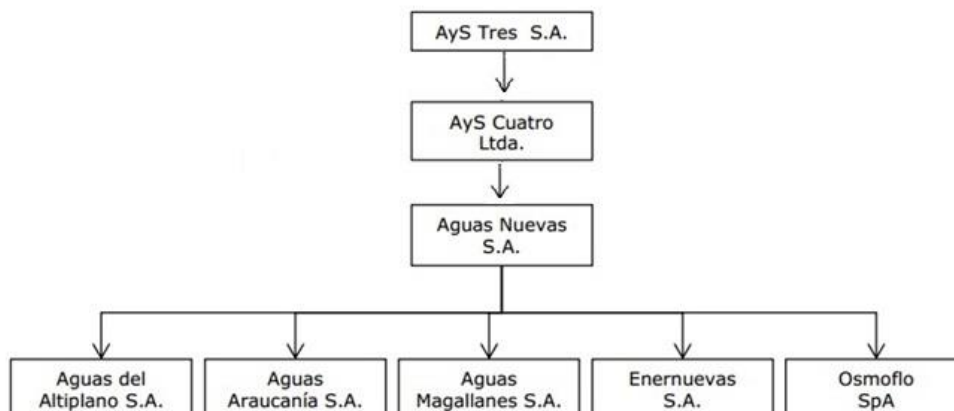 AyS Tres S.A.
AyS Cuatro
Ltda.
Aguas Nuevas
S.A.
Aguas del
Altiplano S.A.
Aguas
Araucanía S.A.
Aguas
Magallanes S.A.
Enernuevas
S.A.
Osmoflo
SpA